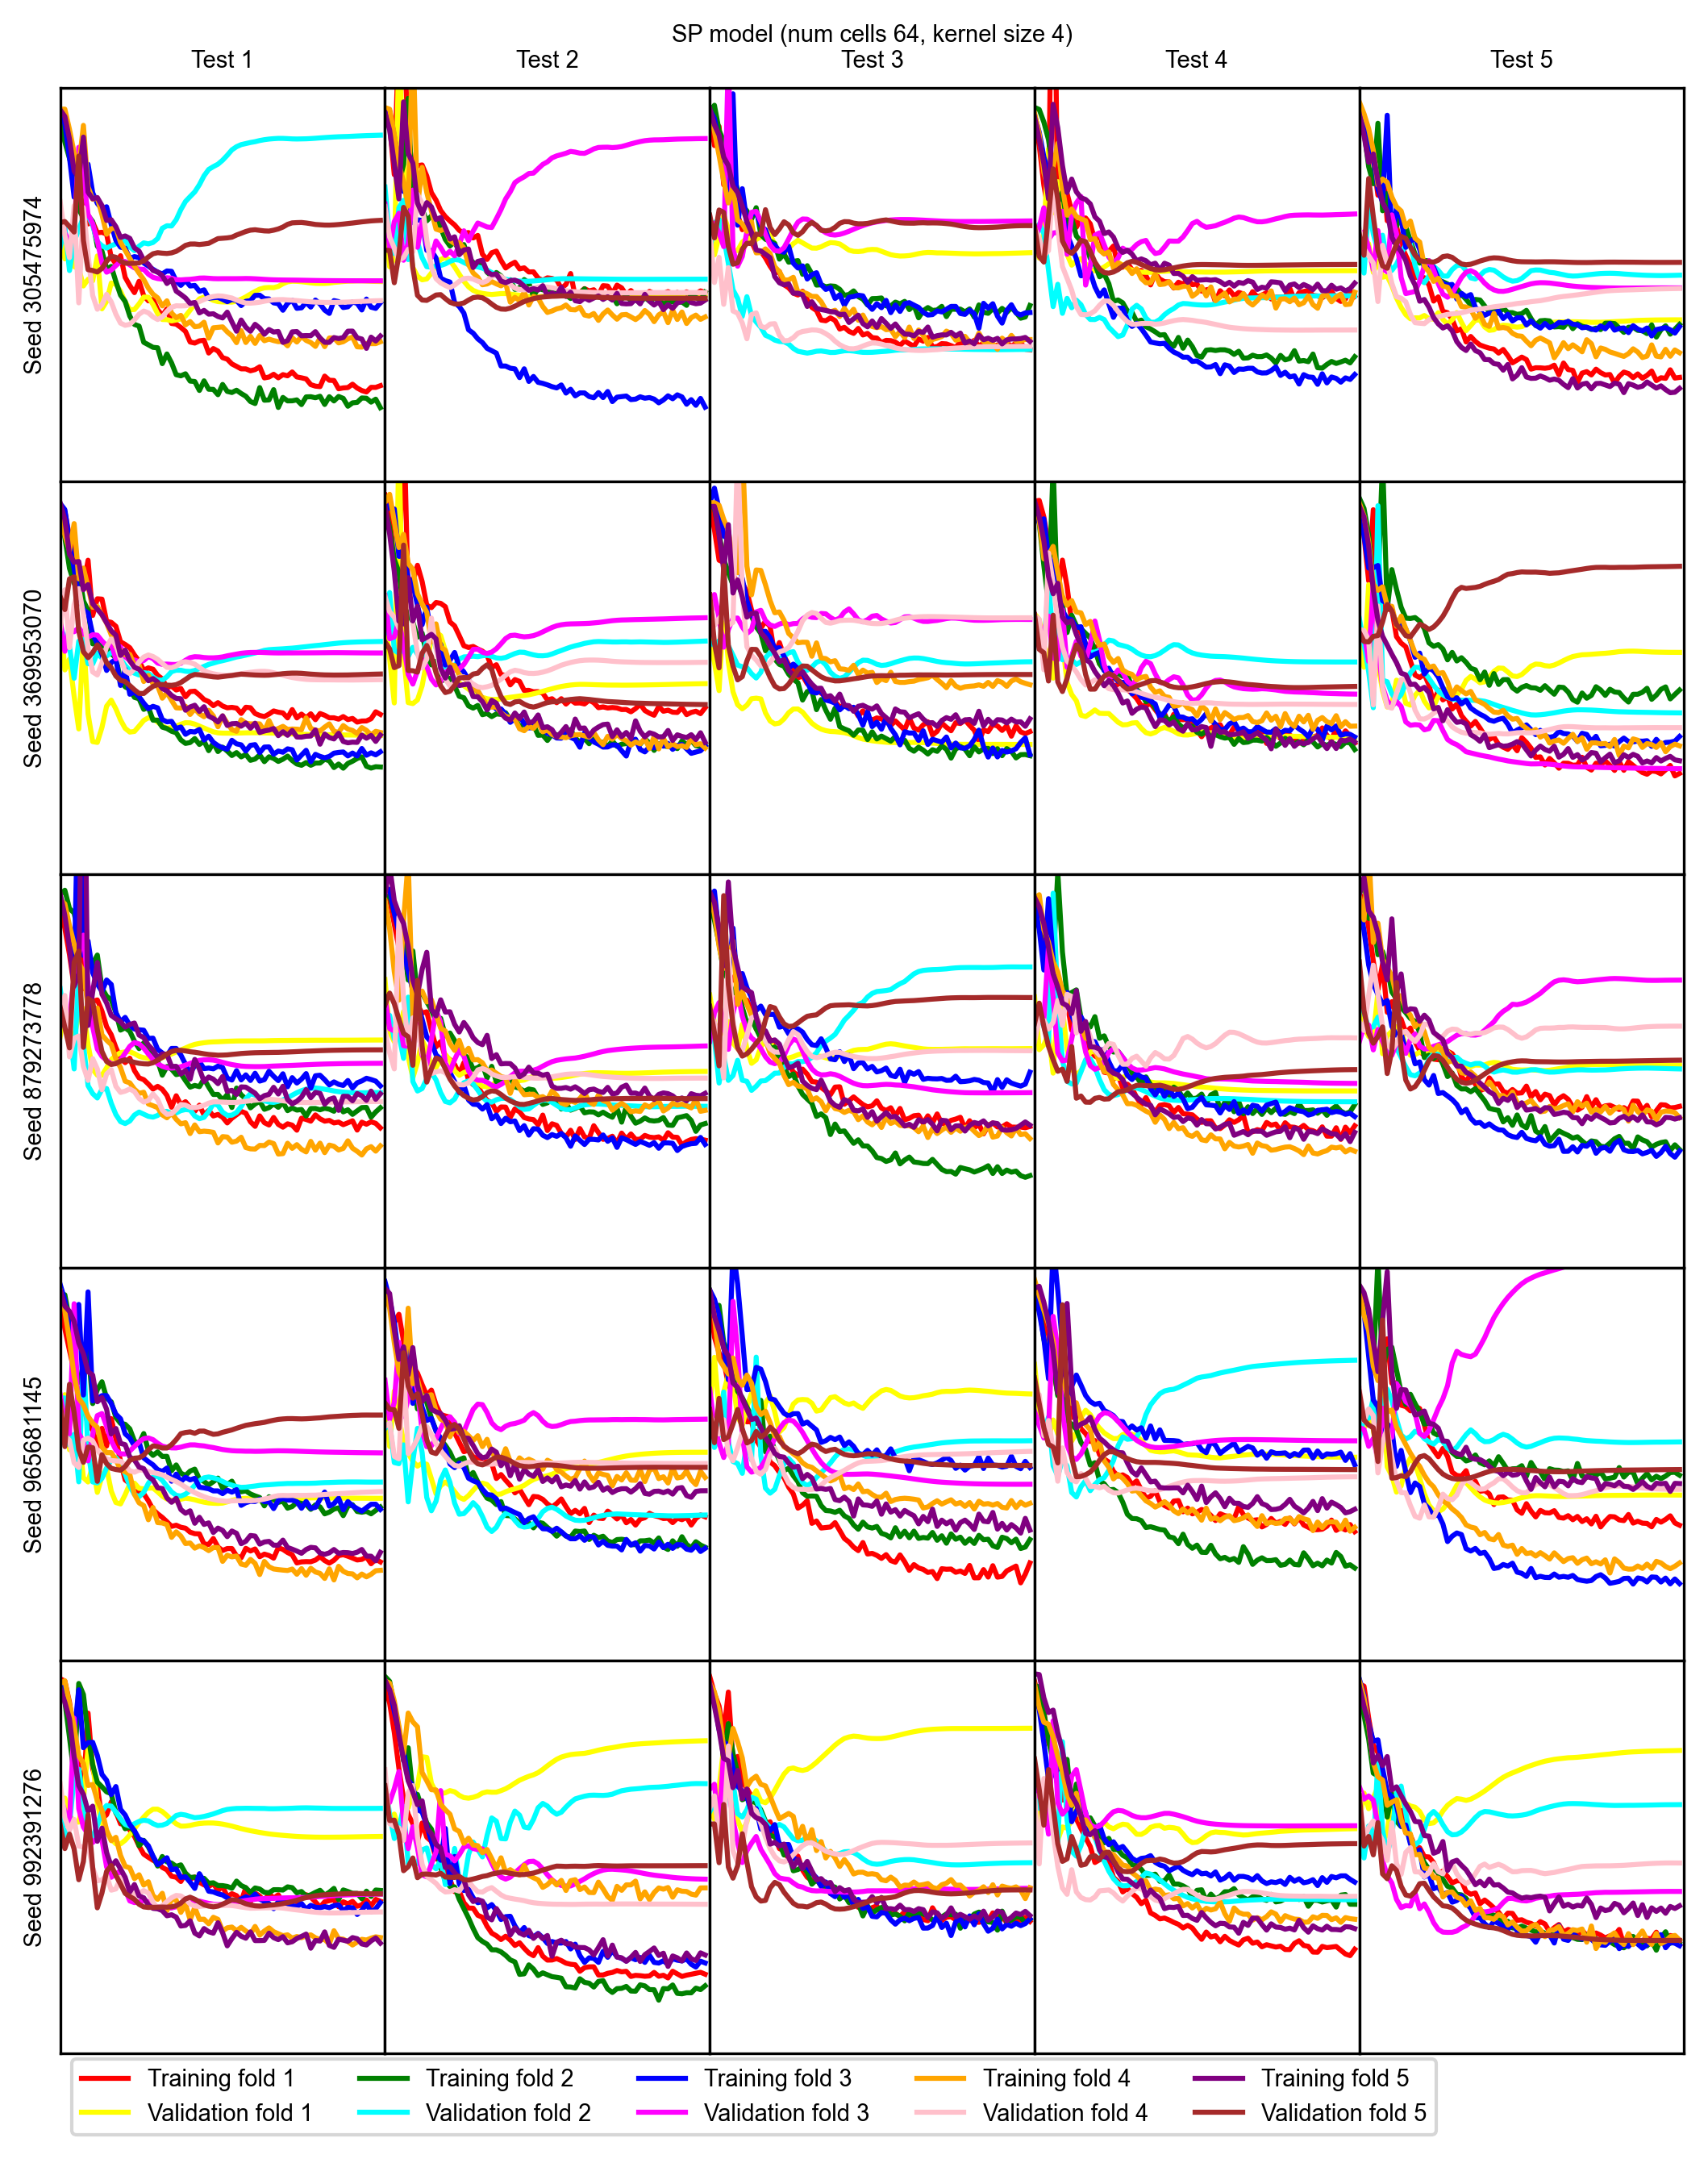 SP model (num cells 64, kernel size 4)
Test 1 Test 2 Test 3 Test 4 Test 5
Seed 3054475974
Seed 3699953070
Seed 879273778
Seed 965681145
Seed 992391276
Training fold 1 Training fold 2 Training fold 3 Training fold 4 Training fold 5
Validation fold 1 Validation fold 2 Validation fold 3 Validation fold 4 Validation fold 5